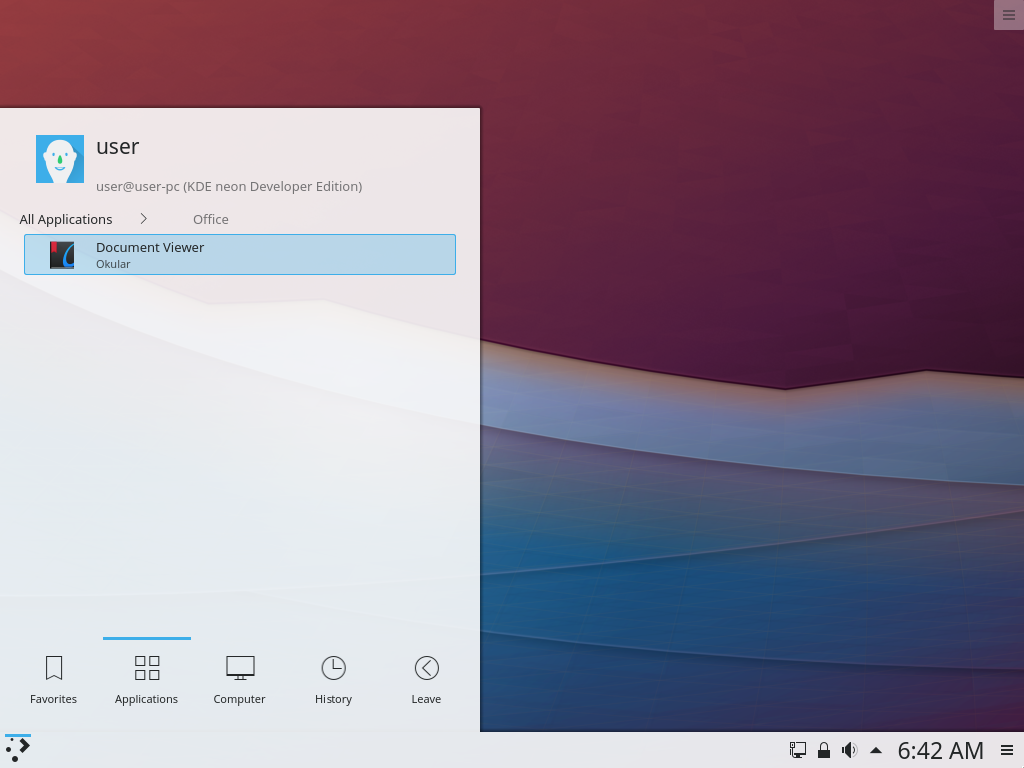 user
user@user-pc (KDE neon Developer Edition)
All Applications Office
Document Viewer
Okular
Favorites Applications Computer History Leave
6:42 AM